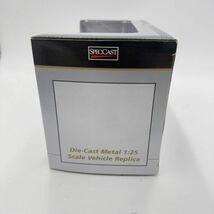 SPECCAST
Die-Cast Metal 1:25
Scale Vehicle Replica